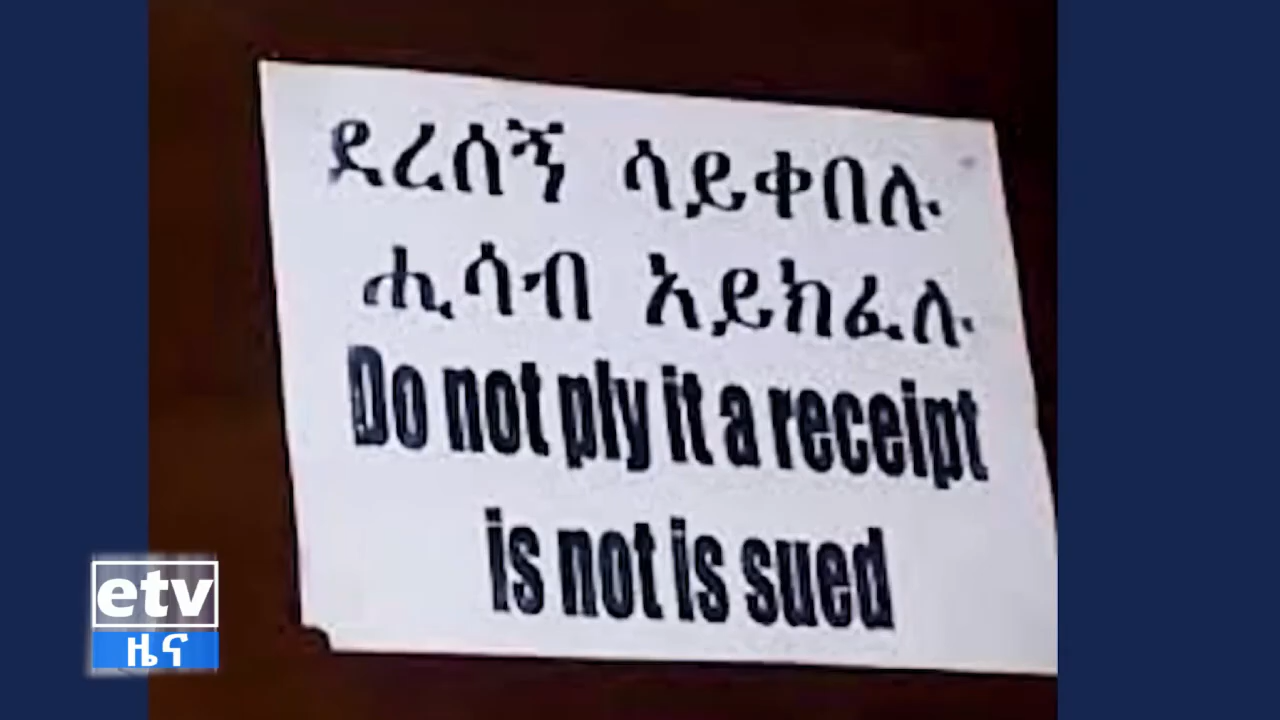 ደረሰኝ ሳይቀበሉ
ሒሳብ አይክፈሉ
Do not ply it a receipt
is not is sued
etv
ዜና